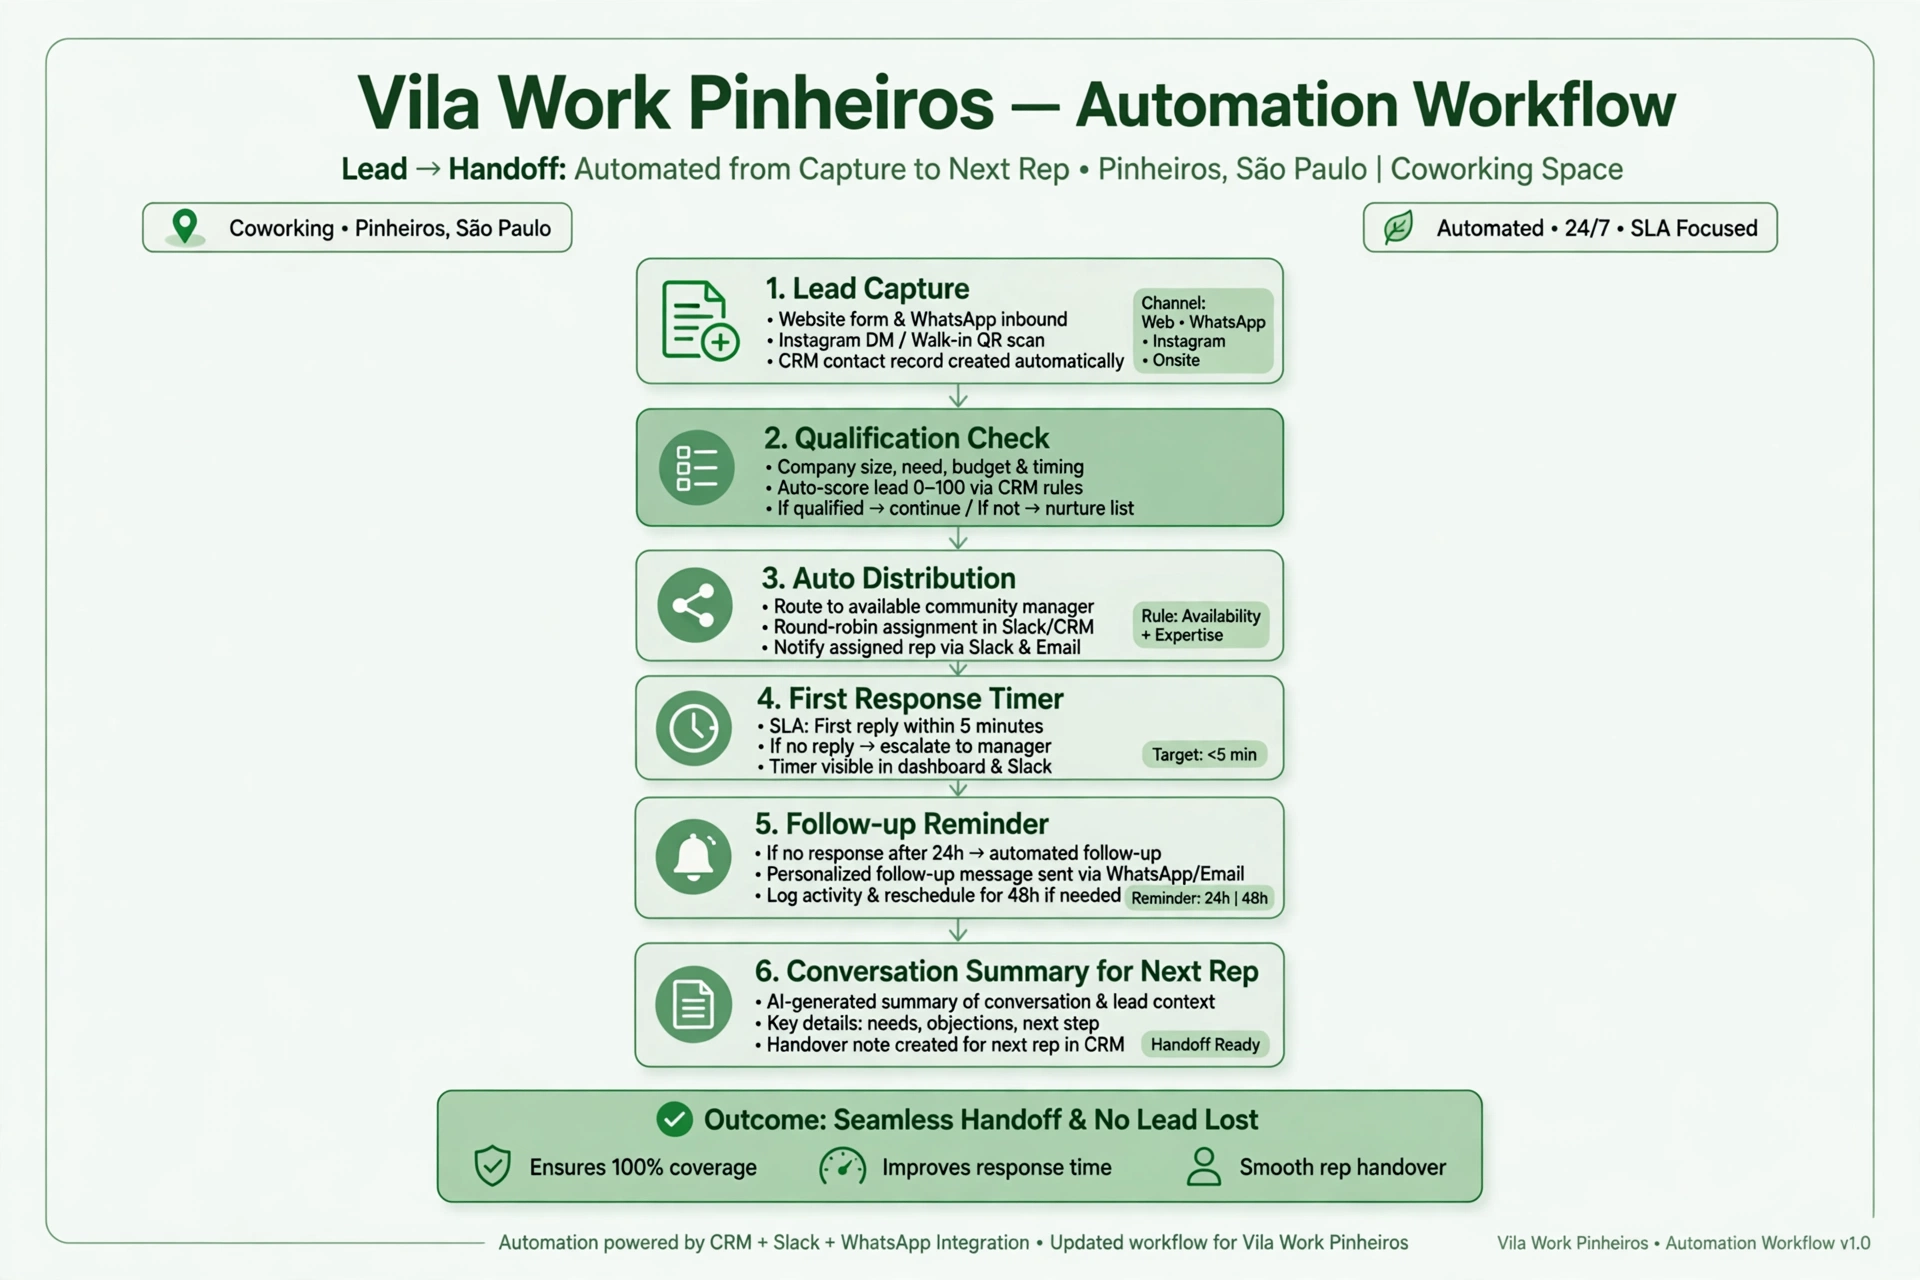 Vila Work Pinheiros — Automation Workflow
Lead → Handoff: Automated from Capture to Next Rep • Pinheiros, São Paulo | Coworking Space
Coworking • Pinheiros, São Paulo
Automated • 24/7 • SLA Focused
1. Lead Capture
• Website form & WhatsApp inbound
• Instagram DM / Walk-in QR scan
• CRM contact record created automatically
Channel:
Web • WhatsApp
• Instagram
• Onsite
2. Qualification Check
• Company size, need, budget & timing
• Auto-score lead 0–100 via CRM rules
• If qualified → continue / If not → nurture list
3. Auto Distribution
• Route to available community manager
• Round-robin assignment in Slack/CRM
• Notify assigned rep via Slack & Email
Rule: Availability
+ Expertise
4. First Response Timer
• SLA: First reply within 5 minutes
• If no reply → escalate to manager
• Timer visible in dashboard & Slack
Target: <5 min
5. Follow-up Reminder
• If no response after 24h → automated follow-up
• Personalized follow-up message sent via WhatsApp/Email
• Log activity & reschedule for 48h if needed
Reminder: 24h | 48h
6. Conversation Summary for Next Rep
• AI-generated summary of conversation & lead context
• Key details: needs, objections, next step
• Handover note created for next rep in CRM
Handoff Ready
Outcome: Seamless Handoff & No Lead Lost
Ensures 100% coverage
Improves response time
Smooth rep handover
Automation powered by CRM + Slack + WhatsApp Integration • Updated workflow for Vila Work Pinheiros
Vila Work Pinheiros • Automation Workflow v1.0